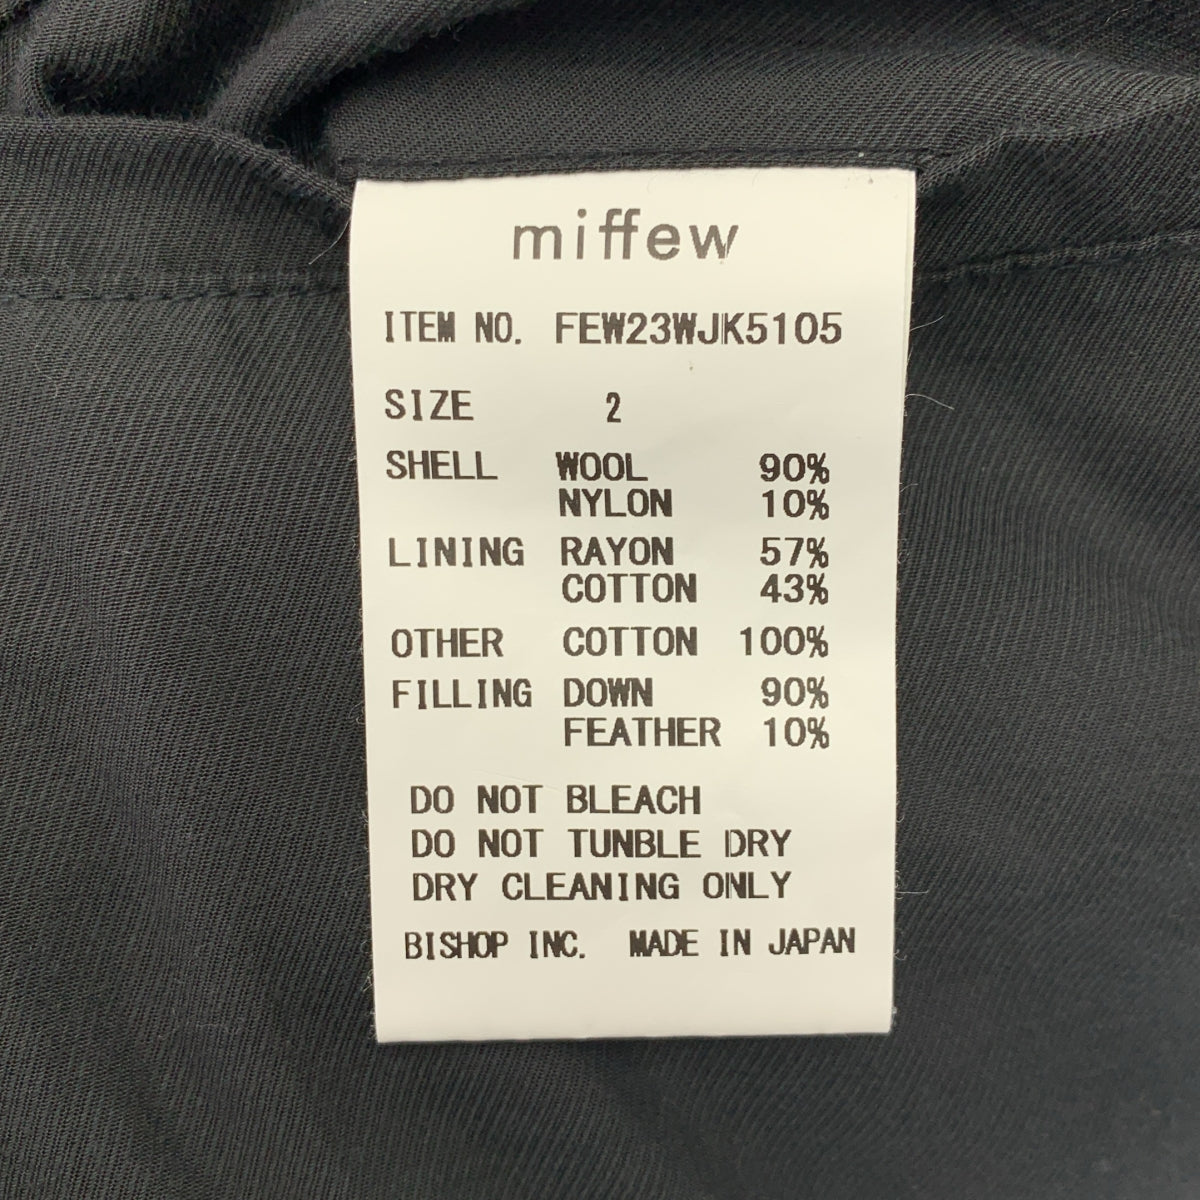 miffew
ITEM NO. FEW23WJK5105
SIZE 2
SHELL WOOL 90%
NYLON 10%
LINING RAYON 57%
COTTON 43%
OTHER COTTON 100%
FILLING DOWN 90%
FEATHER 10%
DO NOT BLEACH
DO NOT TUNBLE DRY
DRY CLEANING ONLY
BISHOP INC. MADE IN JAPAN